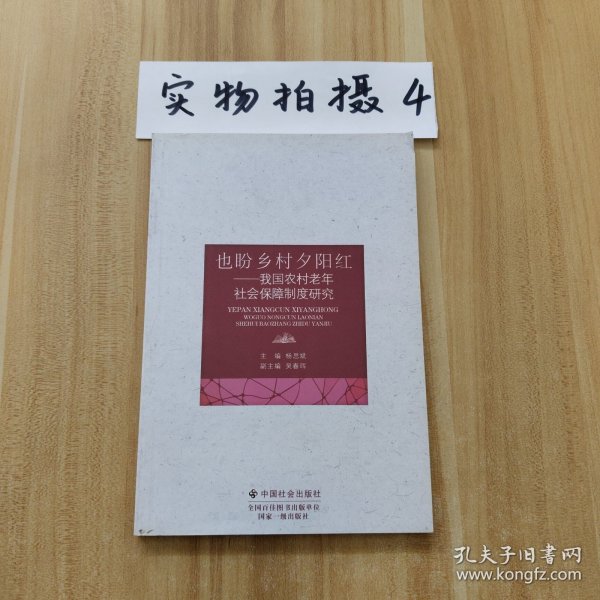 实物拍摄4
也盼乡村夕阳红
——我国农村老年
社会保障制度研究
YEPAN XIANGCUN XIYANGHONG
WOGUO NONGCUN LAONIAN
SHEHUI BAOZHANG ZHIDU YANJIU
主 编 杨思斌
副主编 吴春晖
中国社会出版社
全国百佳图书出版单位
国家一级出版社
孔夫子旧书网
www.kongfz.com